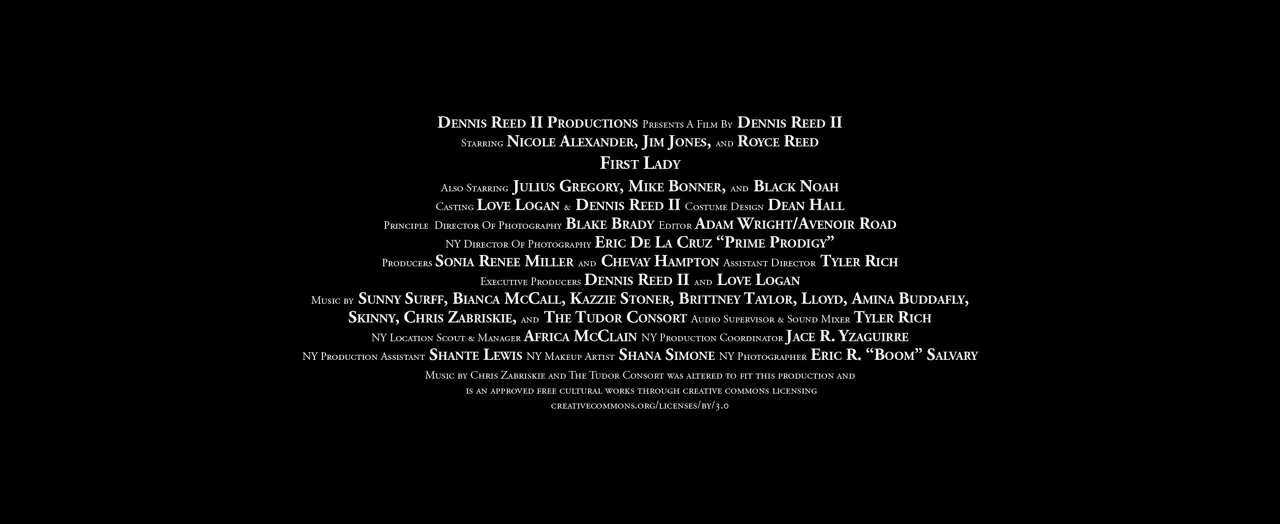 Dennis Reed II Productions Presents A Film By Dennis Reed II
Starring Nicole Alexander, Jim Jones, and Royce Reed
First Lady
Also Starring Julius Gregory, Mike Bonner, and Black Noah
Casting Love Logan & Dennis Reed II Costume Design Dean Hall
Principle Director Of Photography Blake Brady Editor Adam Wright/Avenoir Road
NY Director Of Photography Eric De La Cruz “Prime Prodigy”
Producers Sonia Renee Miller and Chevay Hampton Assistant Director Tyler Rich
Executive Producers Dennis Reed II and Love Logan
Music by Sunny Surff, Bianca McCall, Kazzie Stoner, Brittney Taylor, Lloyd, Amina Buddafly,
Skinny, Chris Zabriskie, and The Tudor Consort Audio Supervisor & Sound Mixer Tyler Rich
NY Location Scout & Manager Africa McClain NY Production Coordinator Jace R. Yzaguirre
NY Production Assistant Shante Lewis NY Makeup Artist Shana Simone NY Photographer Eric R. “Boom” Salvary
Music by Chris Zabriskie and The Tudor Consort was altered to fit this production and
is an approved free cultural works through creative commons licensing
creativecommons.org/licenses/by/3.0